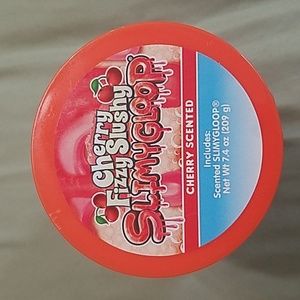 Cherry
Fizzy Slushy
SLIMYGLOOP®
CHERRY SCENTED
Includes:
Scented SLIMYGLOOP®
Net Wt 7.4 oz (209 g)